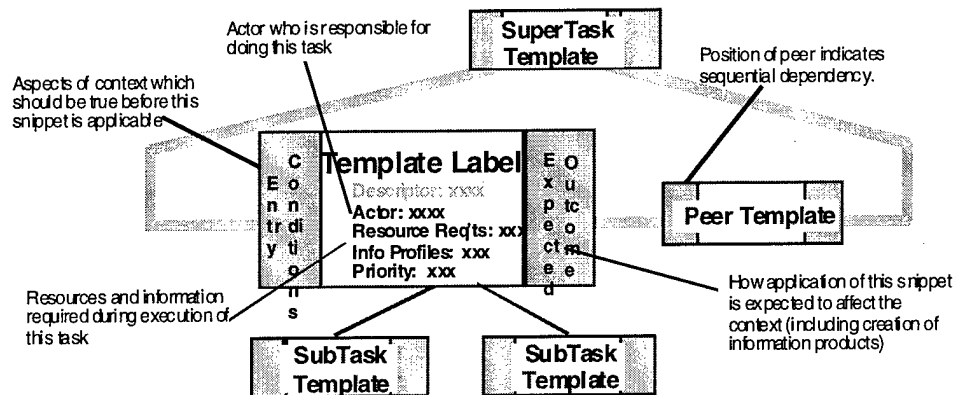 Actor who is responsible for
doing this task
SuperTask
Template
Position of peer indicates
sequential dependency.
Aspects of context which
should be true before this
snippet is applicable
Entry
Conditions
Template Label
Descriptor: xxxx
Actor: xxxx
Resource Req'ts: xxx
Info Profiles: xxx
Priority: xxx
Expected
Outcome
Peer Template
Resources and information
required during execution of
this task
How application of this snippet
is expected to affect the
context (including creation of
information products)
SubTask
Template
SubTask
Template